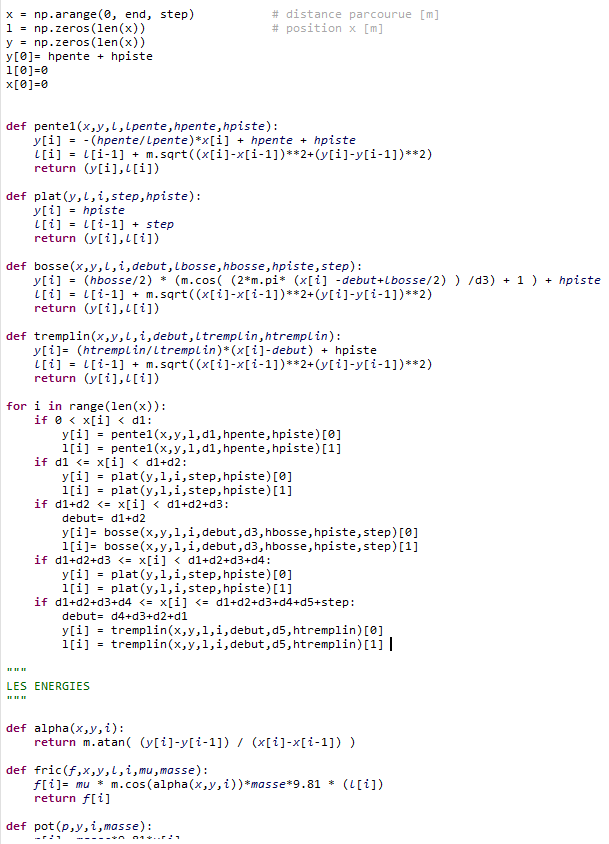 x = np.arange(0, end, step) # distance parcourue [m]
l = np.zeros(len(x)) # position x [m]
y = np.zeros(len(x))
y[0]= hpente + hpiste
l[0]=0
x[0]=0
def pente1(x,y,l,lpente,hpente,hpiste):
y[i] = -(hpente/lpente)*x[i] + hpente + hpiste
l[i] = l[i-1] + m.sqrt((x[i]-x[i-1])**2+(y[i]-y[i-1])**2)
return (y[i],l[i])
def plat(y,l,i,step,hpiste):
y[i] = hpiste
l[i] = l[i-1] + step
return (y[i],l[i])
def bosse(x,y,l,i,debut,lbosse,hbosse,hpiste,step):
y[i] = (hbosse/2) * (m.cos( (2*m.pi* (x[i] -debut+lbosse/2) ) /d3) + 1 ) + hpiste
l[i] = l[i-1] + m.sqrt((x[i]-x[i-1])**2+(y[i]-y[i-1])**2)
return (y[i],l[i])
def tremplin(x,y,l,i,debut,ltremplin,htremplin):
y[i]= (htremplin/ltremplin)*(x[i]-debut) + hpiste
l[i] = l[i-1] + m.sqrt((x[i]-x[i-1])**2+(y[i]-y[i-1])**2)
return (y[i],l[i])
for i in range(len(x)):
if 0 < x[i] < d1:
y[i] = pente1(x,y,l,d1,hpente,hpiste)[0]
l[i] = pente1(x,y,l,d1,hpente,hpiste)[1]
if d1 <= x[i] < d1+d2:
y[i] = plat(y,l,i,step,hpiste)[0]
l[i] = plat(y,l,i,step,hpiste)[1]
if d1+d2 <= x[i] < d1+d2+d3:
debut= d1+d2
y[i]= bosse(x,y,l,i,debut,d3,hbosse,hpiste,step)[0]
l[i]= bosse(x,y,l,i,debut,d3,hbosse,hpiste,step)[1]
if d1+d2+d3 <= x[i] < d1+d2+d3+d4:
y[i] = plat(y,l,i,step,hpiste)[0]
l[i] = plat(y,l,i,step,hpiste)[1]
if d1+d2+d3+d4 <= x[i] <= d1+d2+d3+d4+d5+step:
debut= d4+d3+d2+d1
y[i] = tremplin(x,y,l,i,debut,d5,htremplin)[0]
l[i] = tremplin(x,y,l,i,debut,d5,htremplin)[1]
"""
LES ENERGIES
"""
def alpha(x,y,i):
return m.atan( (y[i]-y[i-1]) / (x[i]-x[i-1]) )
def fric(f,x,y,l,i,mu,masse):
f[i]= mu * m.cos(alpha(x,y,i))*masse*9.81 * (l[i])
return f[i]
def pot(p,y,i,masse):